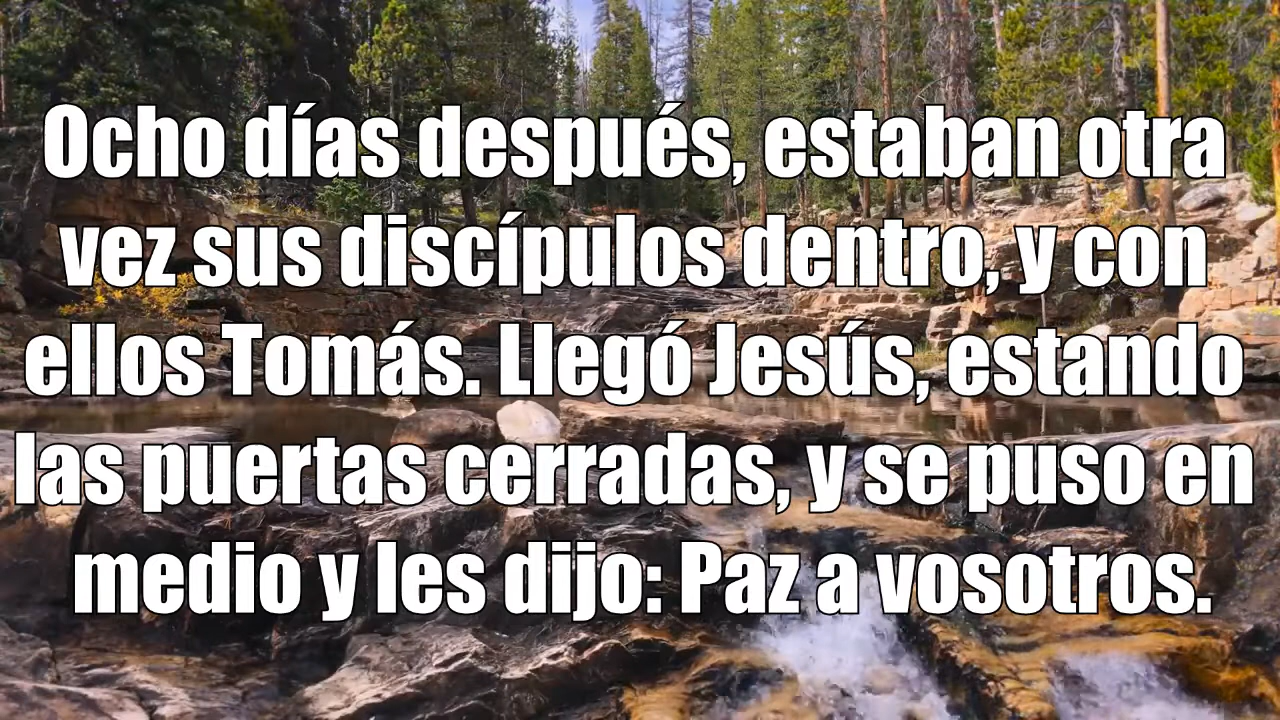 Ocho días después, estaban otra
vez sus discípulos dentro, y con
ellos Tomás. Llegó Jesús, estando
las puertas cerradas, y se puso en
medio y les dijo: Paz a vosotros.